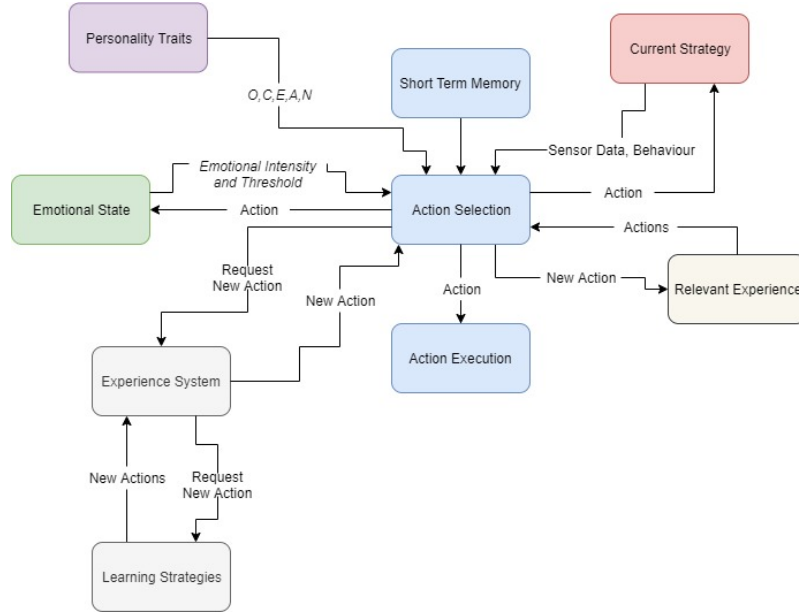 Personality Traits
Current Strategy
Short Term Memory
O,C,E,A,N
Sensor Data, Behaviour
Emotional Intensity
and Threshold
Emotional State
Action
Action Selection
Action
Actions
Request
New Action
New Action
Action
New Action
Relevant Experience
Experience System
Action Execution
New Actions
Request
New Action
Learning Strategies